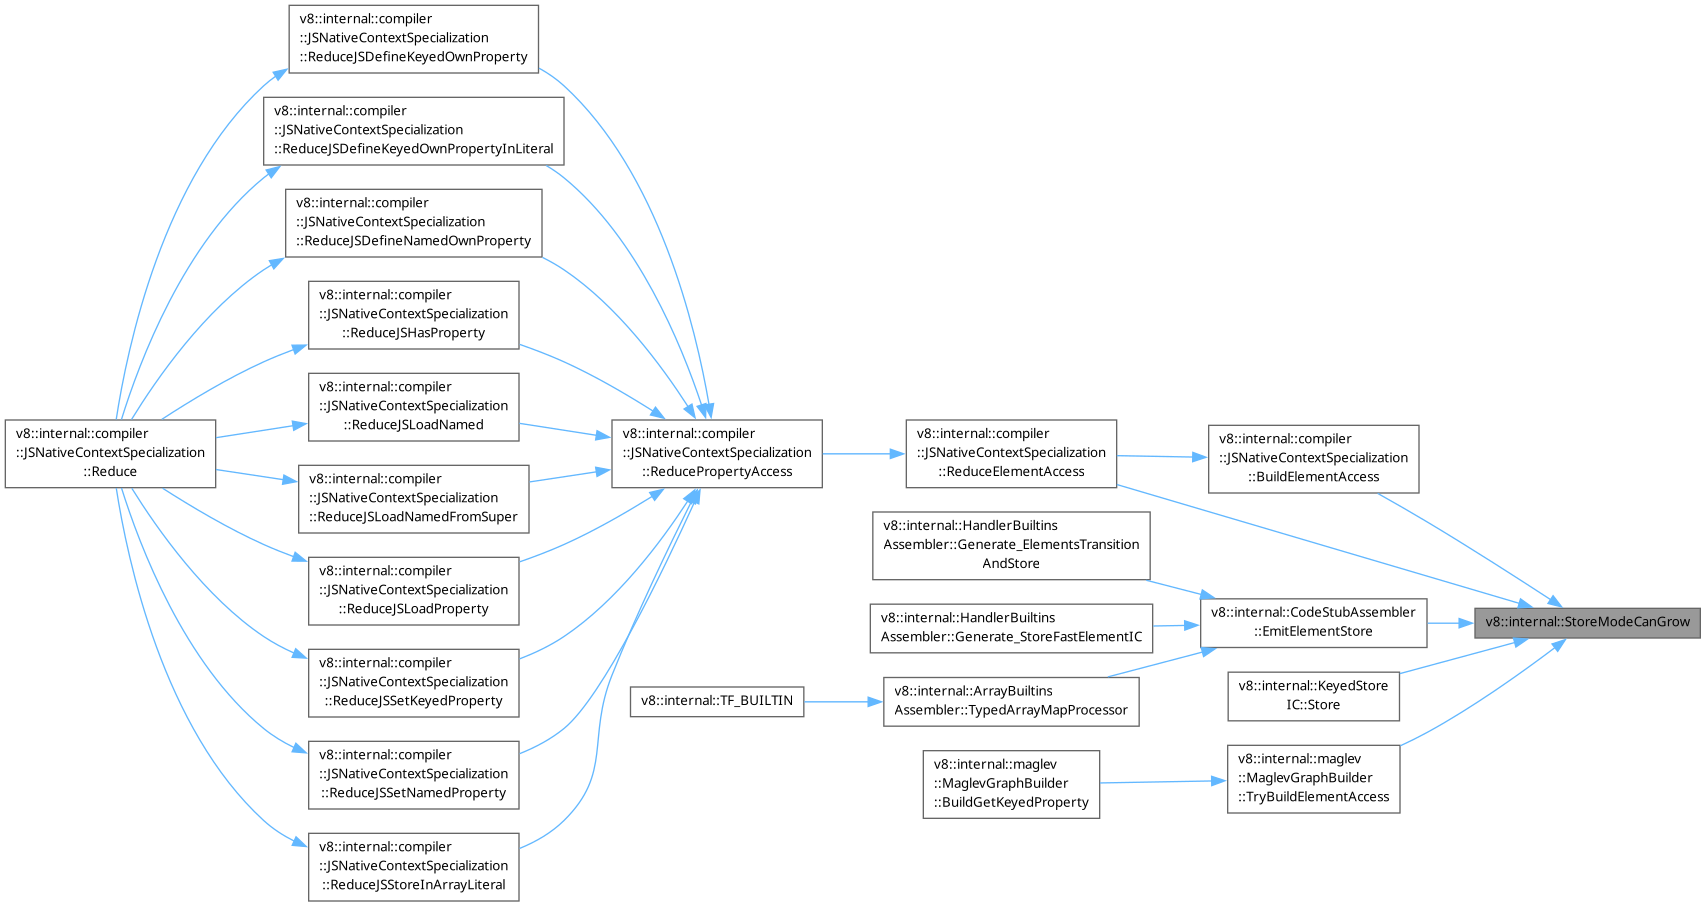 v8::internal::compiler
::JSNativeContextSpecialization
::ReduceJSDefineKeyedOwnProperty
v8::internal::compiler
::JSNativeContextSpecialization
::ReduceJSDefineKeyedOwnPropertyInLiteral
v8::internal::compiler
::JSNativeContextSpecialization
::ReduceJSDefineNamedOwnProperty
v8::internal::compiler
::JSNativeContextSpecialization
::ReduceJSHasProperty
v8::internal::compiler
::JSNativeContextSpecialization
::ReduceJSLoadNamed
v8::internal::compiler
::JSNativeContextSpecialization
::Reduce
v8::internal::compiler
::JSNativeContextSpecialization
::ReduceJSLoadNamedFromSuper
v8::internal::compiler
::JSNativeContextSpecialization
::ReduceJSLoadProperty
v8::internal::compiler
::JSNativeContextSpecialization
::ReduceJSSetKeyedProperty
v8::internal::compiler
::JSNativeContextSpecialization
::ReduceJSSetNamedProperty
v8::internal::compiler
::JSNativeContextSpecialization
::ReduceJSStoreInArrayLiteral
v8::internal::compiler
::JSNativeContextSpecialization
::ReducePropertyAccess
v8::internal::compiler
::JSNativeContextSpecialization
::ReduceElementAccess
v8::internal::compiler
::JSNativeContextSpecialization
::BuildElementAccess
v8::internal::HandlerBuiltins
Assembler::Generate_ElementsTransition
AndStore
v8::internal::HandlerBuiltins
Assembler::Generate_StoreFastElementIC
v8::internal::CodeStubAssembler
::EmitElementStore
v8::internal::StoreModeCanGrow
v8::internal::TF_BUILTIN
v8::internal::ArrayBuiltins
Assembler::TypedArrayMapProcessor
v8::internal::KeyedStore
IC::Store
v8::internal::maglev
::MaglevGraphBuilder
::BuildGetKeyedProperty
v8::internal::maglev
::MaglevGraphBuilder
::TryBuildElementAccess